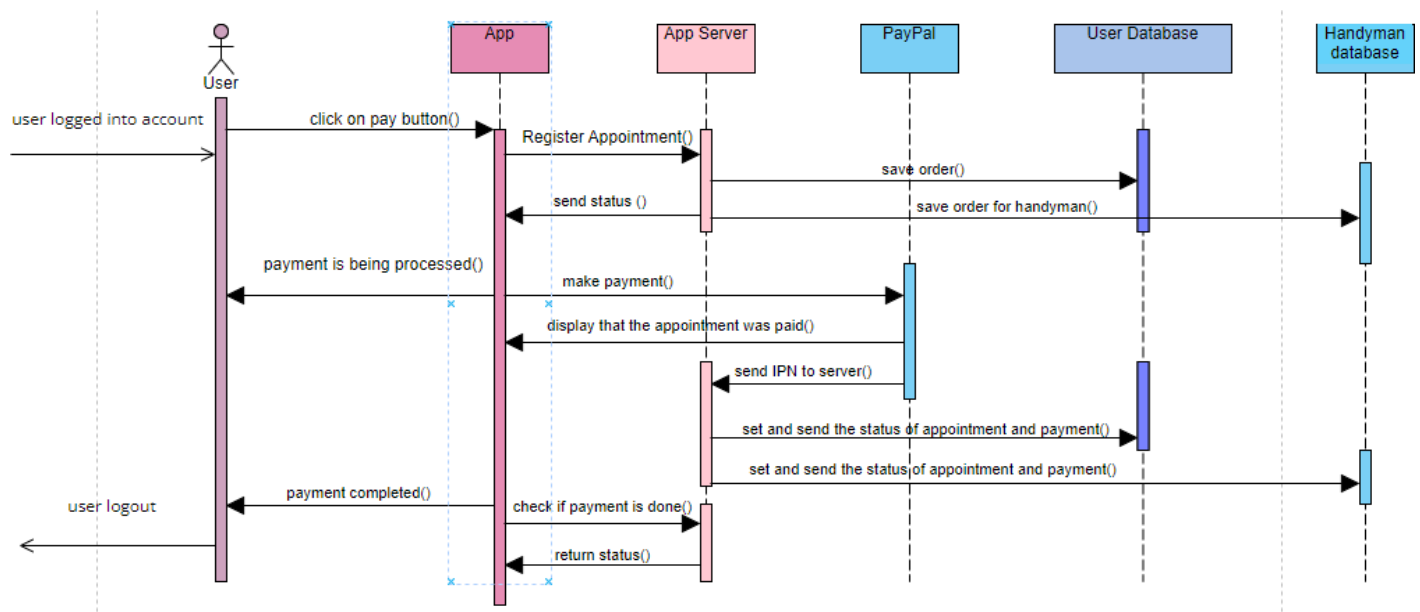 App
App Server
PayPal
User Database
Handyman
database
User
user logged into account
click on pay button()
Register Appointment()
save order()
send status ()
save order for handyman()
payment is being processed()
make payment()
display that the appointment was paid()
send IPN to server()
set and send the status of appointment and payment()
set and send the status of appointment and payment()
payment completed()
user logout
check if payment is done()
return status()